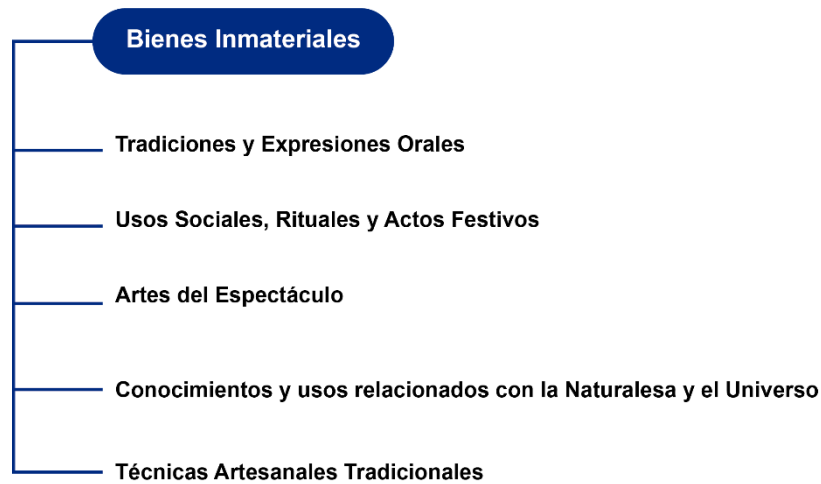 Bienes Inmateriales
Tradiciones y Expresiones Orales
Usos Sociales, Rituales y Actos Festivos
Artes del Espectáculo
Conocimientos y usos relacionados con la Naturalesa y el Universo
Técnicas Artesanales Tradicionales